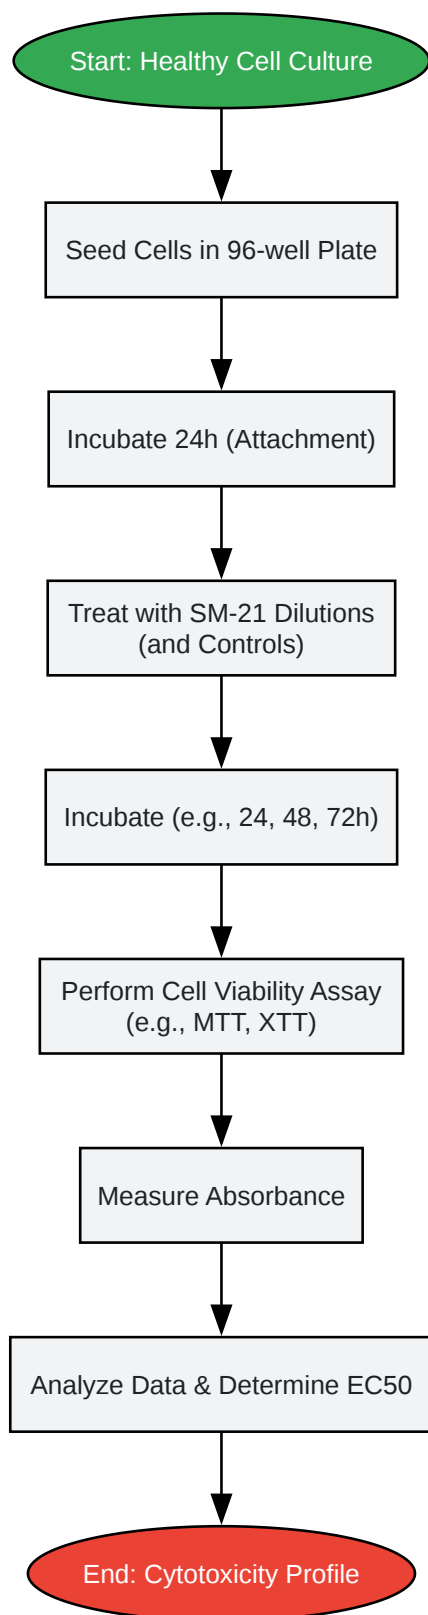 Start: Healthy Cell Culture
Seed Cells in 96-well Plate
Incubate 24h (Attachment)
Treat with SM-21 Dilutions
(and Controls)
Incubate (e.g., 24, 48, 72h)
Perform Cell Viability Assay
(e.g., MTT, XTT)
Measure Absorbance
Analyze Data & Determine EC50
End: Cytotoxicity Profile